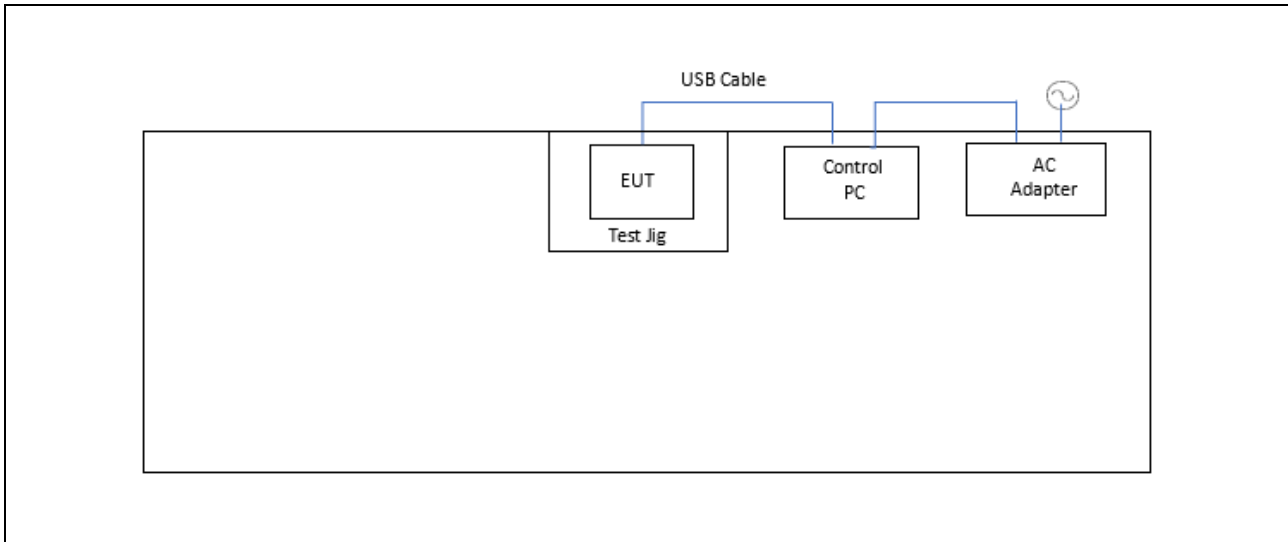 USB Cable
EUT
Test Jig
Control
PC
AC
Adapter